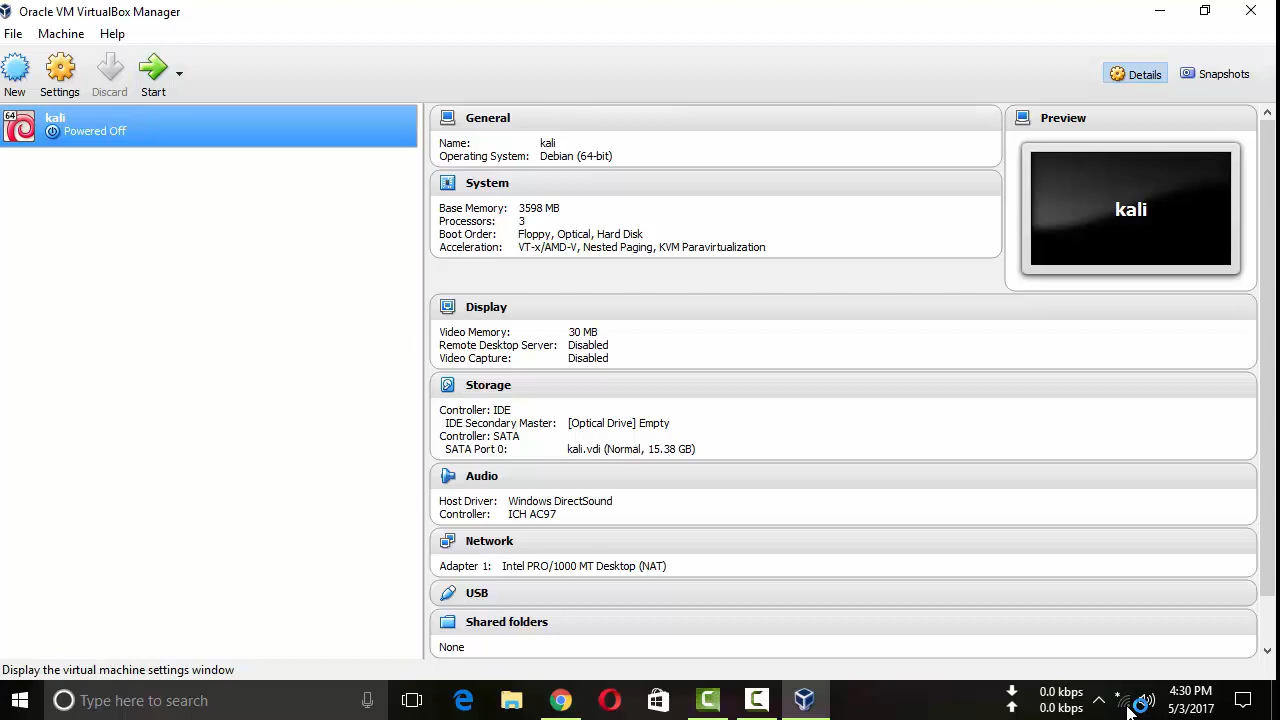 Oracle VM VirtualBox Manager
File Machine Help
New Settings Discard Start
Details Snapshots
64 kali
Powered Off
General
Name: kali
Operating System: Debian (64-bit)
System
Base Memory: 3598 MB
Processors: 3
Boot Order: Floppy, Optical, Hard Disk
Acceleration: VT-x/AMD-V, Nested Paging, KVM Paravirtualization
Preview
kali
Display
Video Memory: 30 MB
Remote Desktop Server: Disabled
Video Capture: Disabled
Storage
Controller: IDE
IDE Secondary Master: [Optical Drive] Empty
Controller: SATA
SATA Port 0: kali.vdi (Normal, 15.38 GB)
Audio
Host Driver: Windows DirectSound
Controller: ICH AC97
Network
Adapter 1: Intel PRO/1000 MT Desktop (NAT)
USB
Shared folders
None
Display the virtual machine settings window
Type here to search
0.0 kbps
0.0 kbps
4:30 PM
5/3/2017